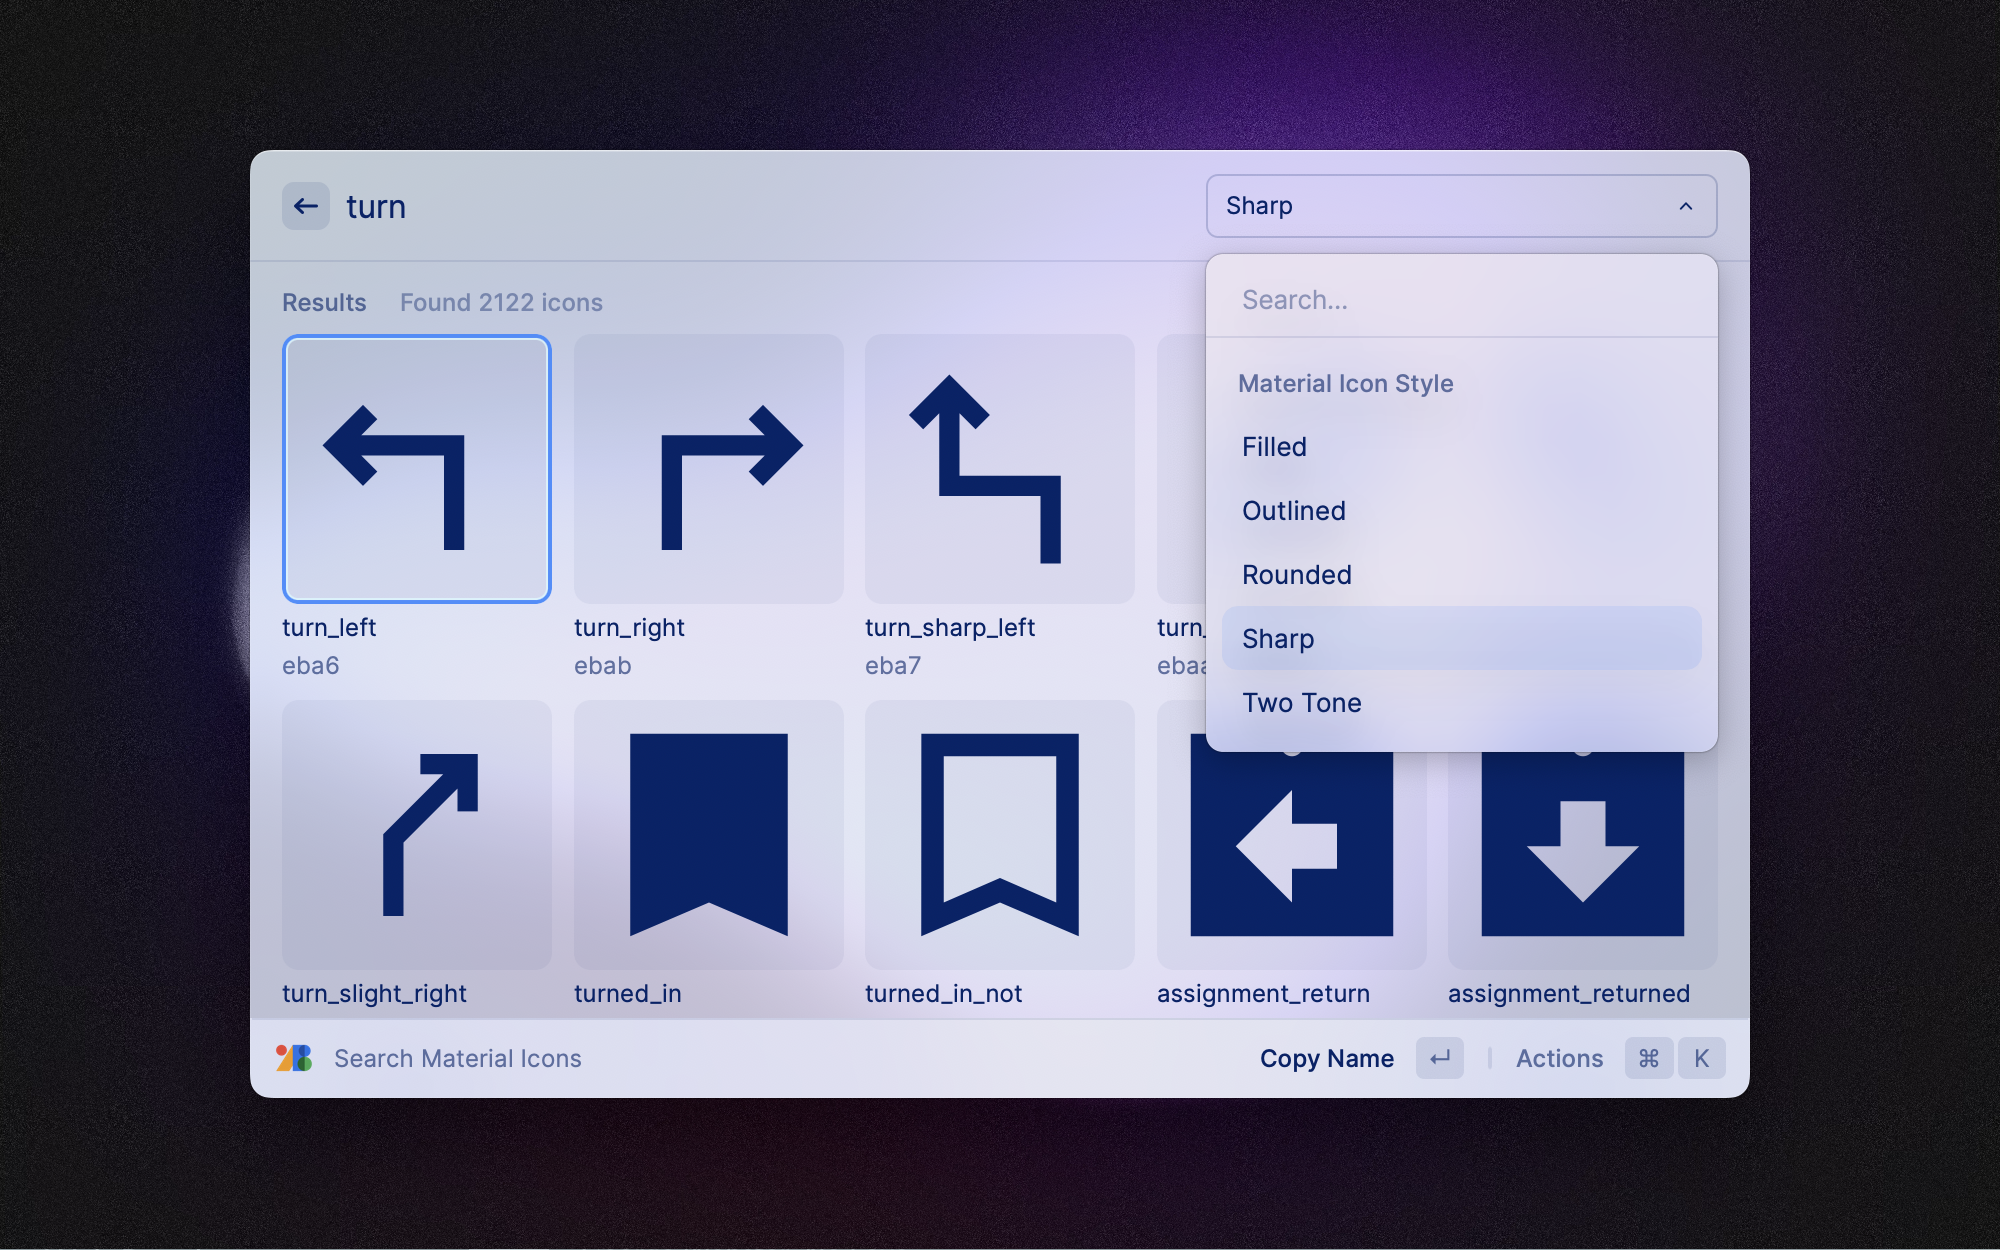 turn
Sharp
Results Found 2122 icons
Search...
Material Icon Style
Filled
Outlined
Rounded
Sharp
Two Tone
turn_left turn_right turn_sharp_left turn_
eba6 ebab eba7 ebaa
turn_slight_right turned_in turned_in_not assignment_return assignment_returned
Search Material Icons Copy Name Actions ⌘ K